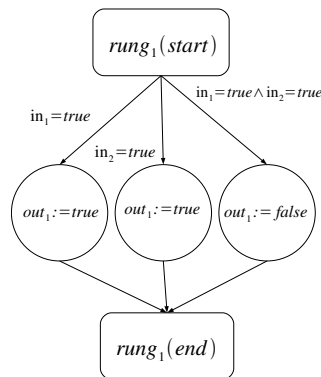 rung₁(start)
in₁=true∧in₂=true
in₁=true
in₂=true
out₁:=true
out₁:=true
out₁:=false
rung₁(end)